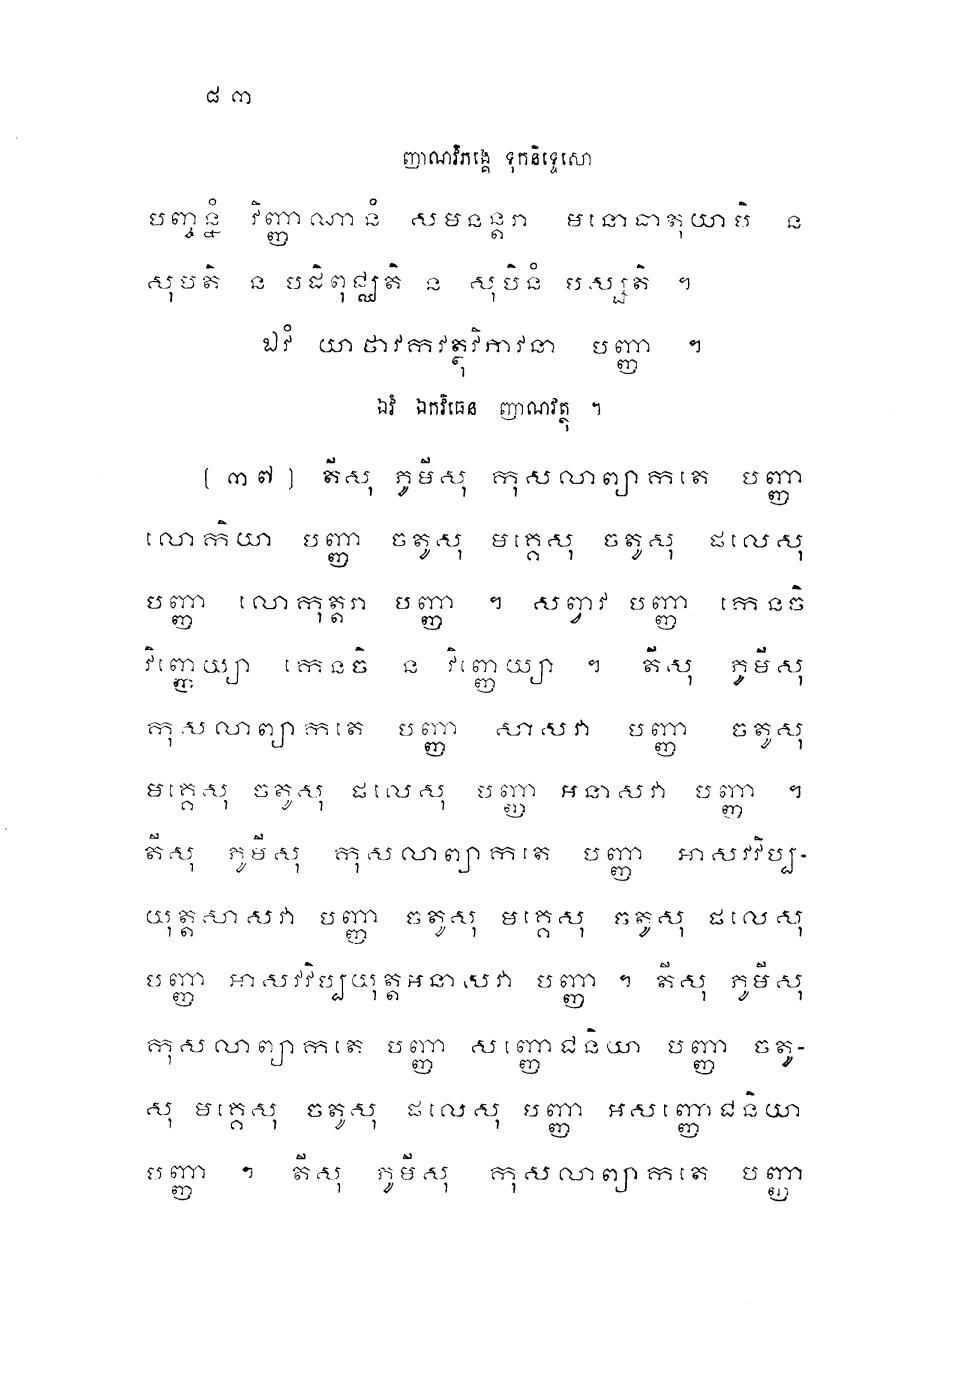 ៨៣
ញាណវិភង្គេ ទុកនិទ្ទេសោ
បញ្ចន្នំ វិញ្ញាណានំ សមនន្តរា មនោធាតុយាបិ ន
សុបតិ ន បដិពុជ្ឈតិ ន សុបិនំ បស្សតិ ។
ឯវំ យាថាវកវត្ថុវិភាវនា បញ្ញា ។
ឯវំ ឯកវិធេន ញាណវត្ថុ ។
(៣៧) តីសុ ភូមីសុ កុសលាព្យាកតេ បញ្ញា
លោកិយា បញ្ញា ចតូសុ មគ្គេសុ ចតូសុ ផលេសុ
បញ្ញា លោកុត្តរា បញ្ញា ។ សព្វាវ បញ្ញា កេនចិ
វិញ្ញេយ្យា កេនចិ ន វិញ្ញេយ្យា ។ តីសុ ភូមីសុ
កុសលាព្យាកតេ បញ្ញា សាសវា បញ្ញា ចតូសុ
មគ្គេសុ ចតូសុ ផលេសុ បញ្ញា អនាសវា បញ្ញា ។
តីសុ ភូមីសុ កុសលាព្យាកតេ បញ្ញា អាសវវិប្ប-
យុត្តសាសវា បញ្ញា ចតូសុ មគ្គេសុ ចតូសុ ផលេសុ
បញ្ញា អាសវវិប្បយុត្តអនាសវា បញ្ញា ។ តីសុ ភូមីសុ
កុសលាព្យាកតេ បញ្ញា សញ្ញោជនិយា បញ្ញា ចតូ-
សុ មគ្គេសុ ចតូសុ ផលេសុ បញ្ញា អសញ្ញោជនិយា
បញ្ញា ។ តីសុ ភូមីសុ កុសលាព្យាកតេ បញ្ញា